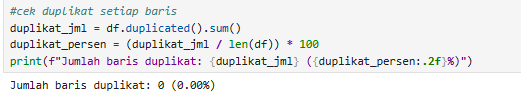 #cek duplikat setiap baris
duplikat_jml = df.duplicated().sum()
duplikat_persen = (duplikat_jml / len(df)) * 100
print(f"Jumlah baris duplikat: {duplikat_jml} ({duplikat_persen:.2f}%)")
Jumlah baris duplikat: 0 (0.00%)